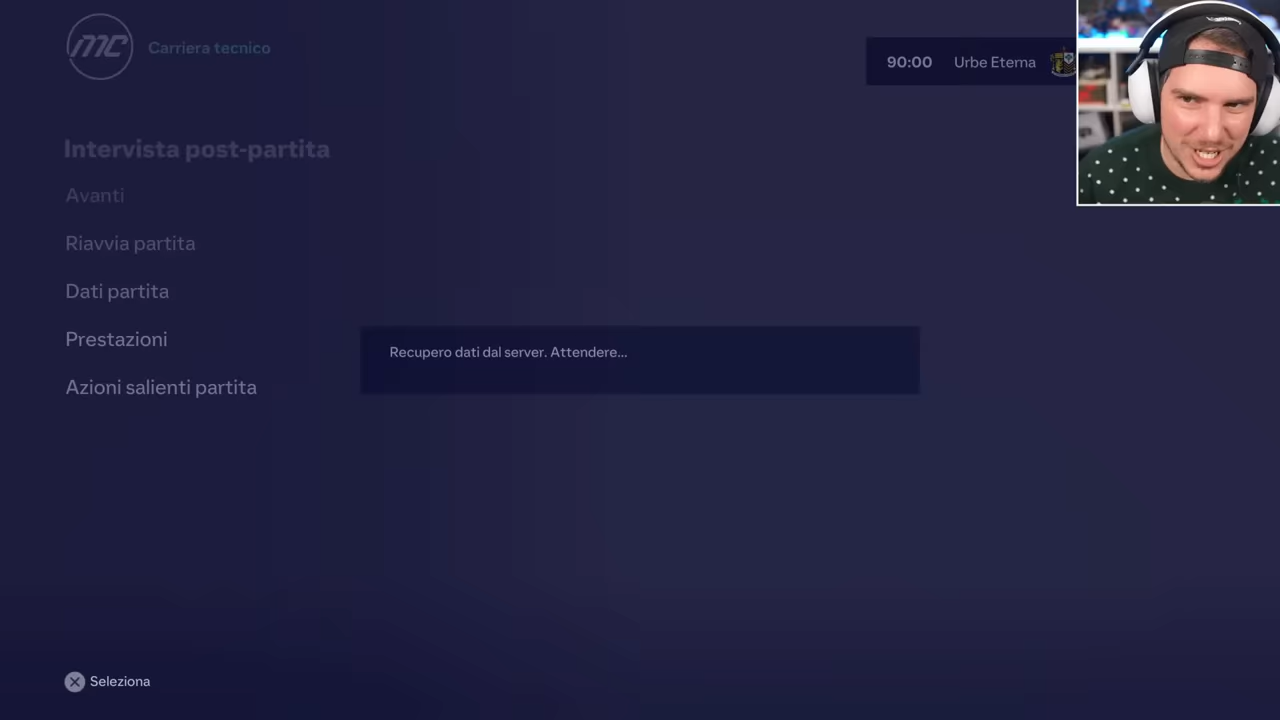 MC
Carriera tecnico
90:00 Urbe Eterna
Intervista post-partita
Avanti
Riavvia partita
Dati partita
Prestazioni
Recupero dati dal server. Attendere...
Azioni salienti partita
Seleziona